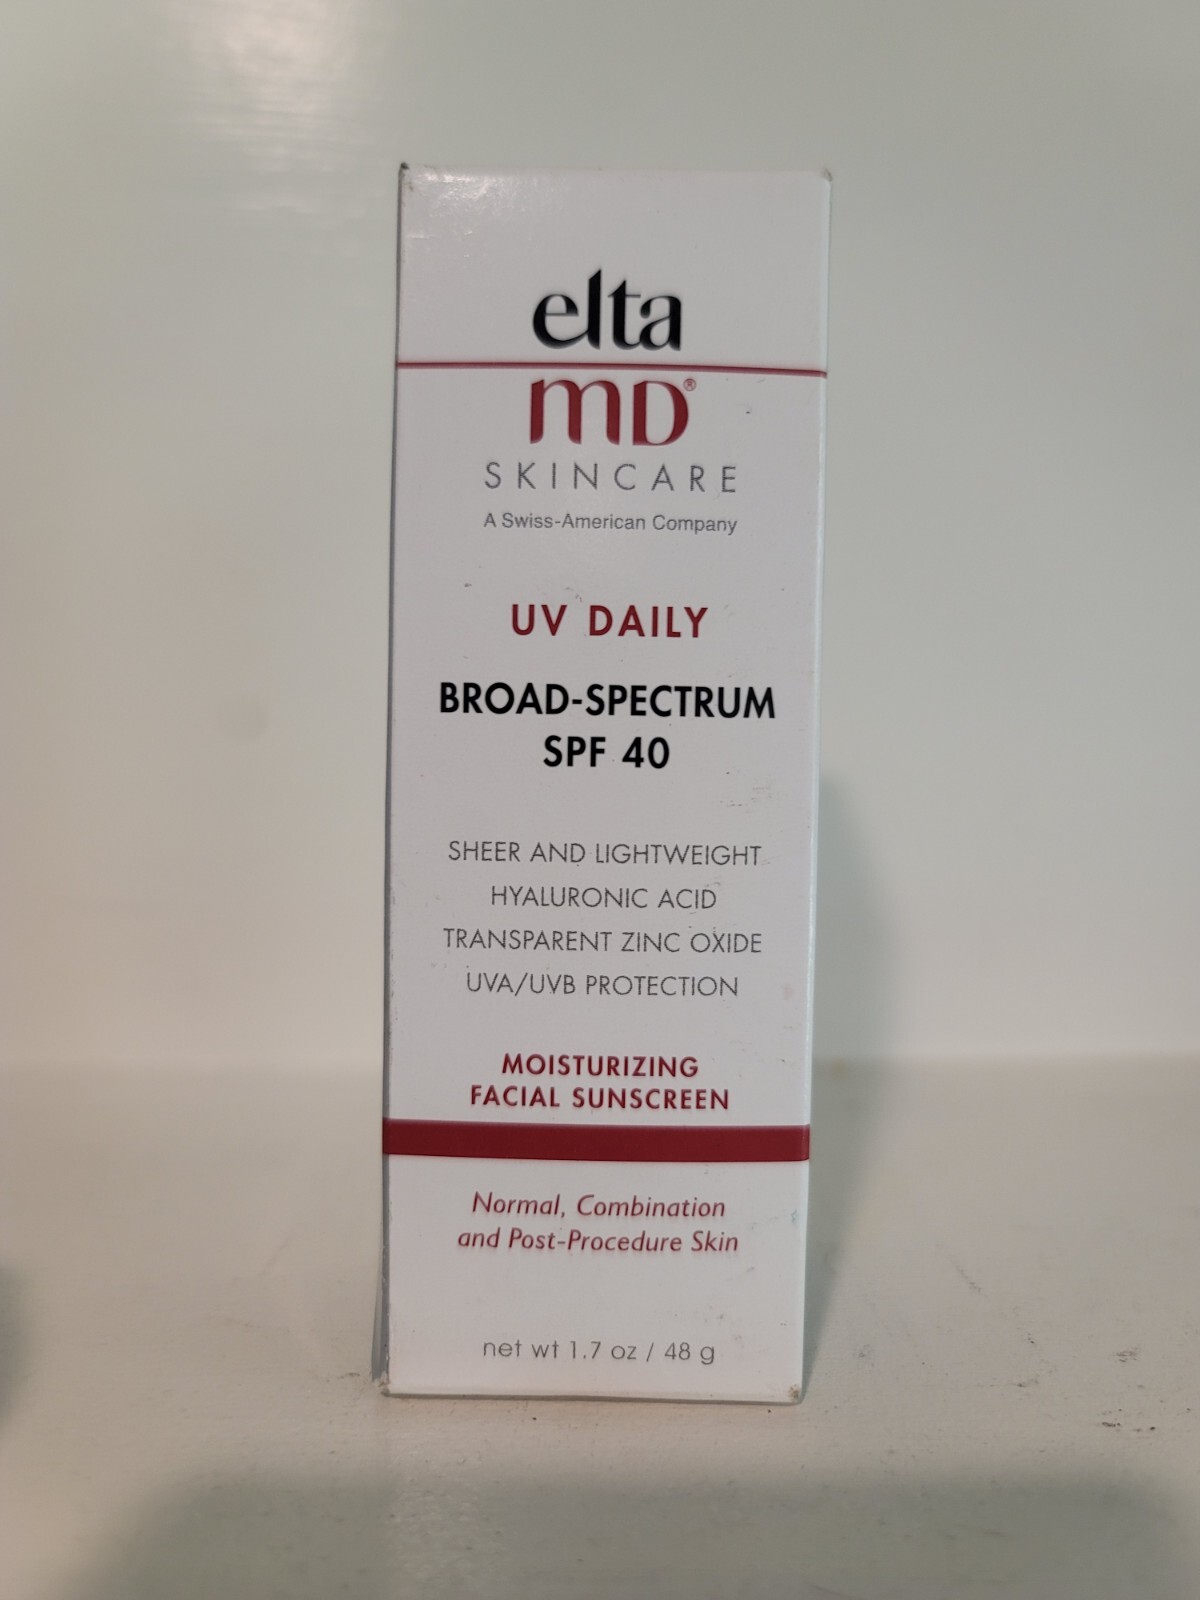 elta
MD®
SKINCARE
A Swiss-American Company
UV DAILY
BROAD-SPECTRUM
SPF 40
SHEER AND LIGHTWEIGHT
HYALURONIC ACID
TRANSPARENT ZINC OXIDE
UVA/UVB PROTECTION
MOISTURIZING
FACIAL SUNSCREEN
Normal, Combination
and Post-Procedure Skin
net wt 1.7 oz / 48 g